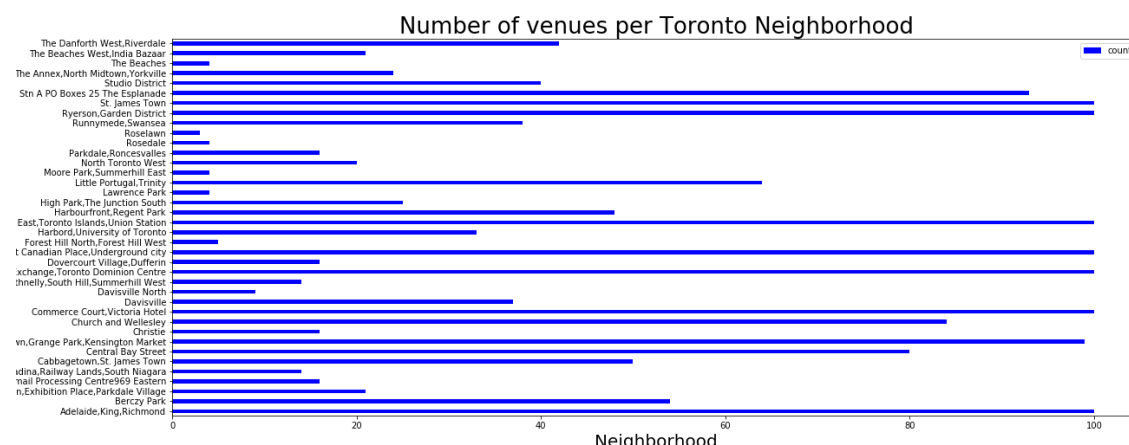 Number of venues per Toronto Neighborhood
The Danforth West,Riverdale
The Beaches West,India Bazaar
The Beaches
The Annex,North Midtown,Yorkville
Studio District
Stn A PO Boxes 25 The Esplanade
St. James Town
Ryerson,Garden District
Runnymede,Swansea
Roselawn
Rosedale
Parkdale,Roncesvalles
North Toronto West
Moore Park,Summerhill East
Little Portugal,Trinity
Lawrence Park
High Park,The Junction South
Harbourfront,Regent Park
East,Toronto Islands,Union Station
Harbord,University of Toronto
Forest Hill North,Forest Hill West
t Canadian Place,Underground city
Dovercourt Village,Dufferin
xchange,Toronto Dominion Centre
thnelly,South Hill,Summerhill West
Davisville North
Davisville
Commerce Court,Victoria Hotel
Church and Wellesley
Christie
vn,Grange Park,Kensington Market
Central Bay Street
Cabbagetown,St. James Town
adina,Railway Lands,South Niagara
mail Processing Centre969 Eastern
n,Exhibition Place,Parkdale Village
Berczy Park
Adelaide,King,Richmond
count
0 20 40 60 80 100
Neighborhood